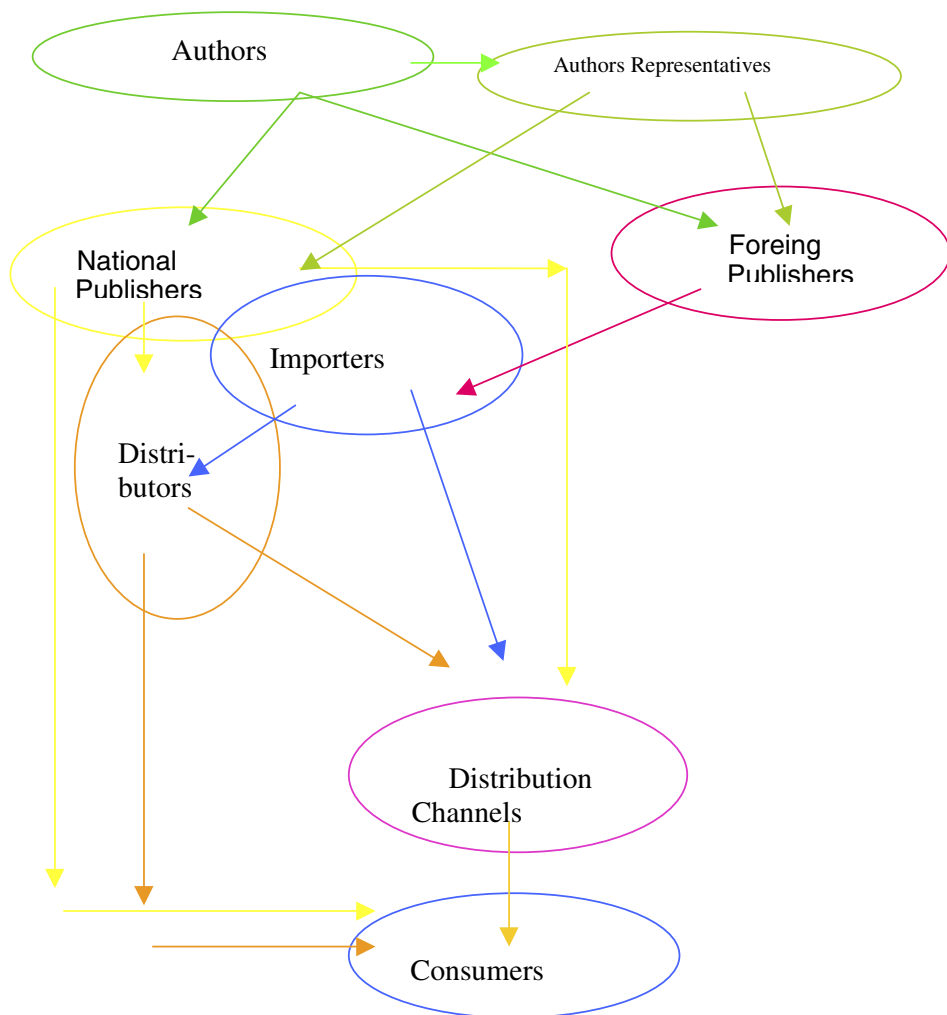 Authors
Authors Representatives
National
Publishers
Foreing
Publishers
Importers
Distri-
butors
Distribution
Channels
Consumers